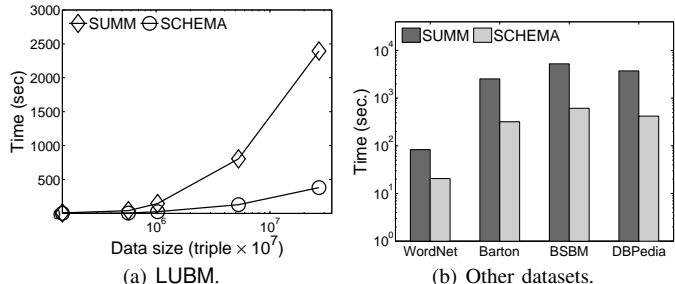 3000
2500
2000
1500
1000
500
0
Time (sec)
SUMM SCHEMA
10^6 10^7
Data size (triple × 10^7)
(a) LUBM.
10^4
10^3
10^2
10^1
10^0
Time (sec.)
SUMM SCHEMA
WordNet Barton BSBM DBPedia
(b) Other datasets.